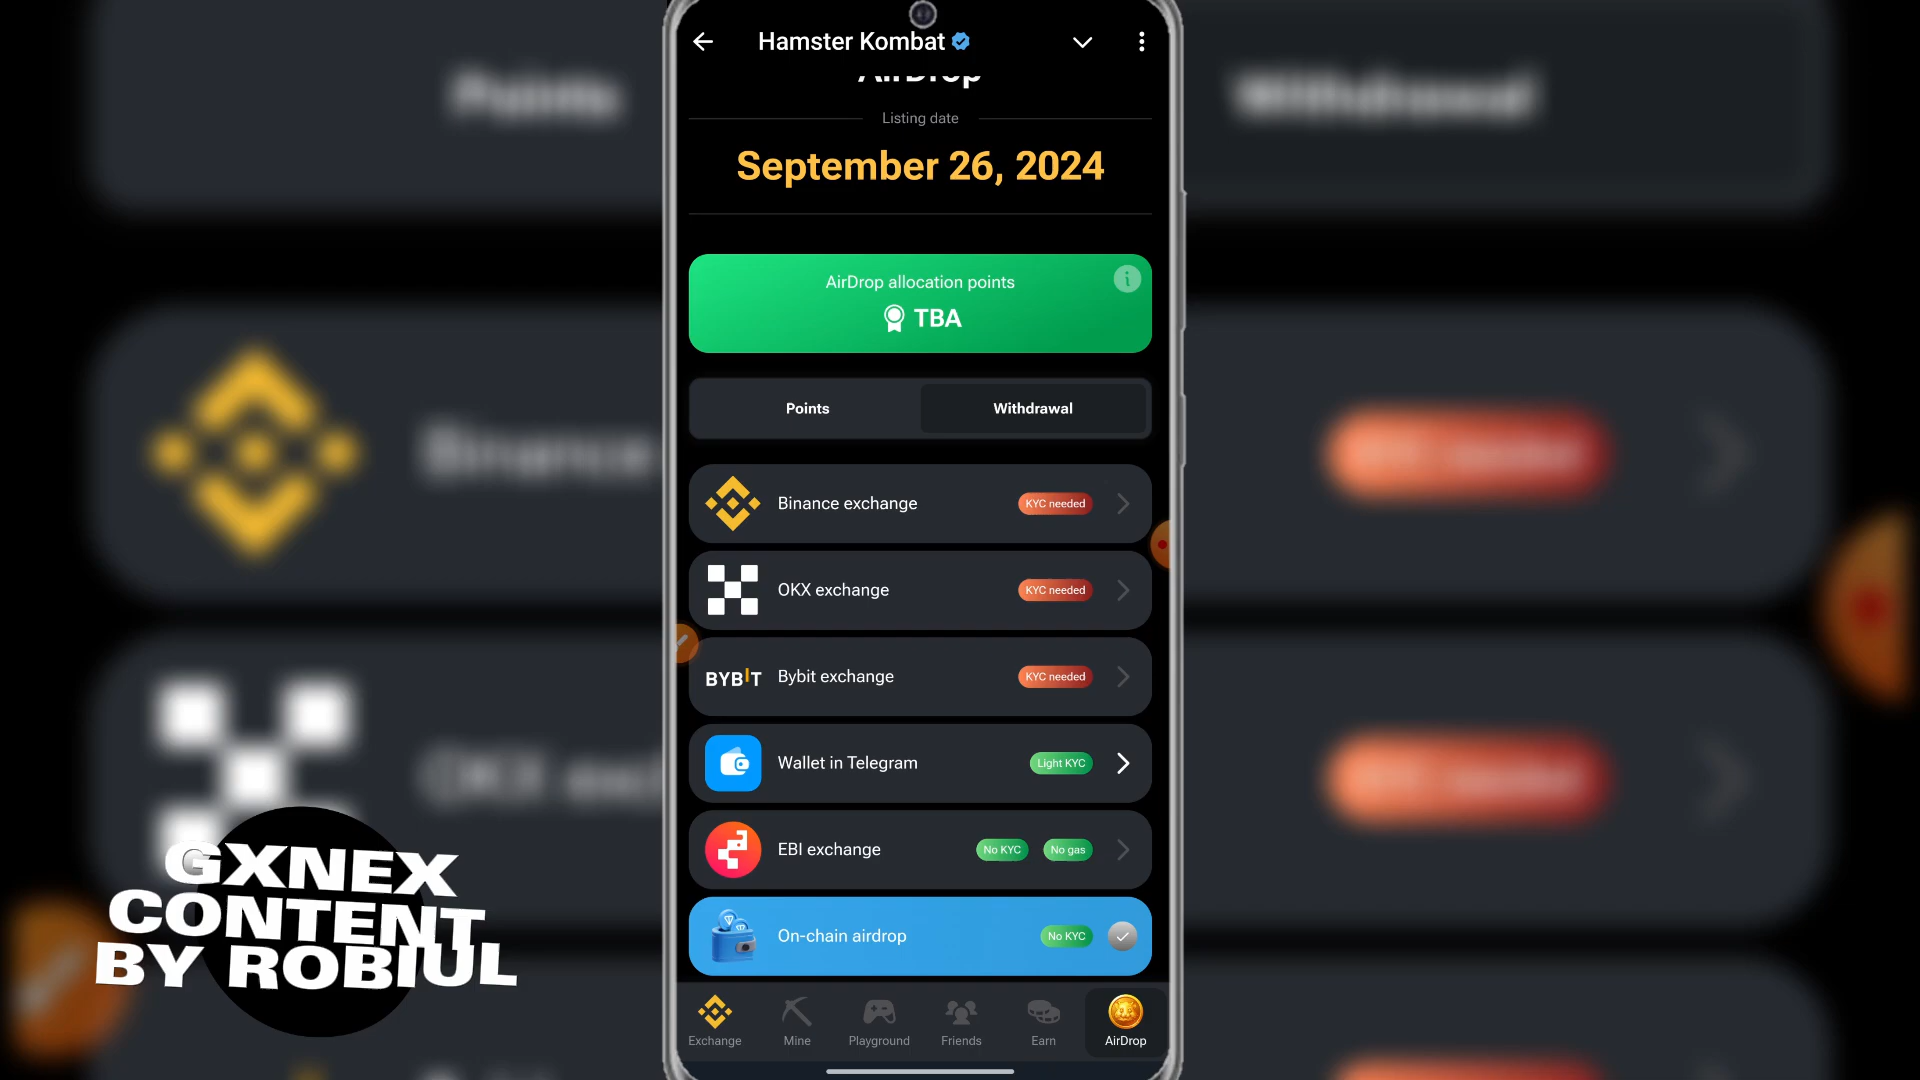 Hamster Kombat
AirDrop
Listing date
September 26, 2024
AirDrop allocation points
TBA
Points
Withdrawal
Binance exchange
KYC needed
OKX exchange
KYC needed
BYBIT
Bybit exchange
KYC needed
Wallet in Telegram
Light KYC
EBI exchange
No KYC
No gas
On-chain airdrop
No KYC
Exchange
Mine
Playground
Friends
Earn
AirDrop
Points
Withdrawal
Binance
GXNEX
CONTENT
BY ROBIUL